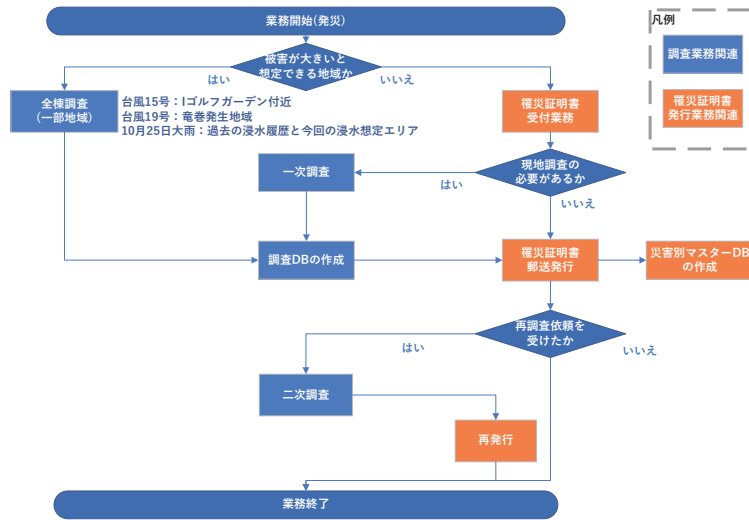 業務開始(発災)
凡例
被害が大きいと
想定できる地域か
はい
いいえ
調査業務関連
全棟調査
(一部地域)
台風15号：Iゴルフガーデン付近
台風19号：竜巻発生地域
10月25日大雨：過去の浸水履歴と今回の浸水想定エリア
罹災証明書
受付業務
罹災証明書
発行業務関連
一次調査
現地調査の
必要があるか
はい
いいえ
調査DBの作成
罹災証明書
郵送発行
災害別マスターDB
の作成
再調査依頼を
受けたか
はい
いいえ
二次調査
再発行
業務終了